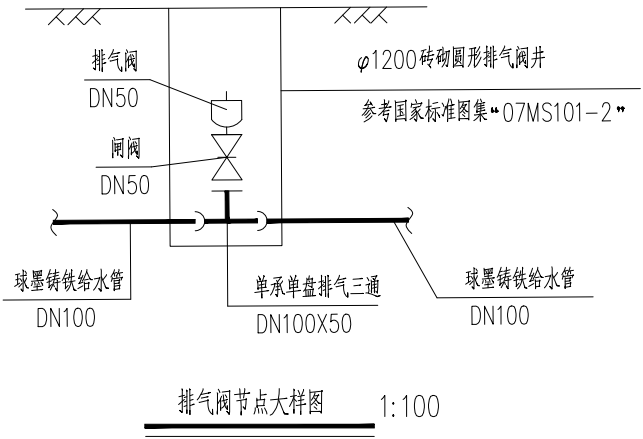 排气阀
DN50
φ1200砖砌圆形排气阀井
参考国家标准图集“07MS101-2”
闸阀
DN50
球墨铸铁给水管
DN100
单承单盘排气三通
DN100X50
球墨铸铁给水管
DN100
排气阀节点大样图 1:100